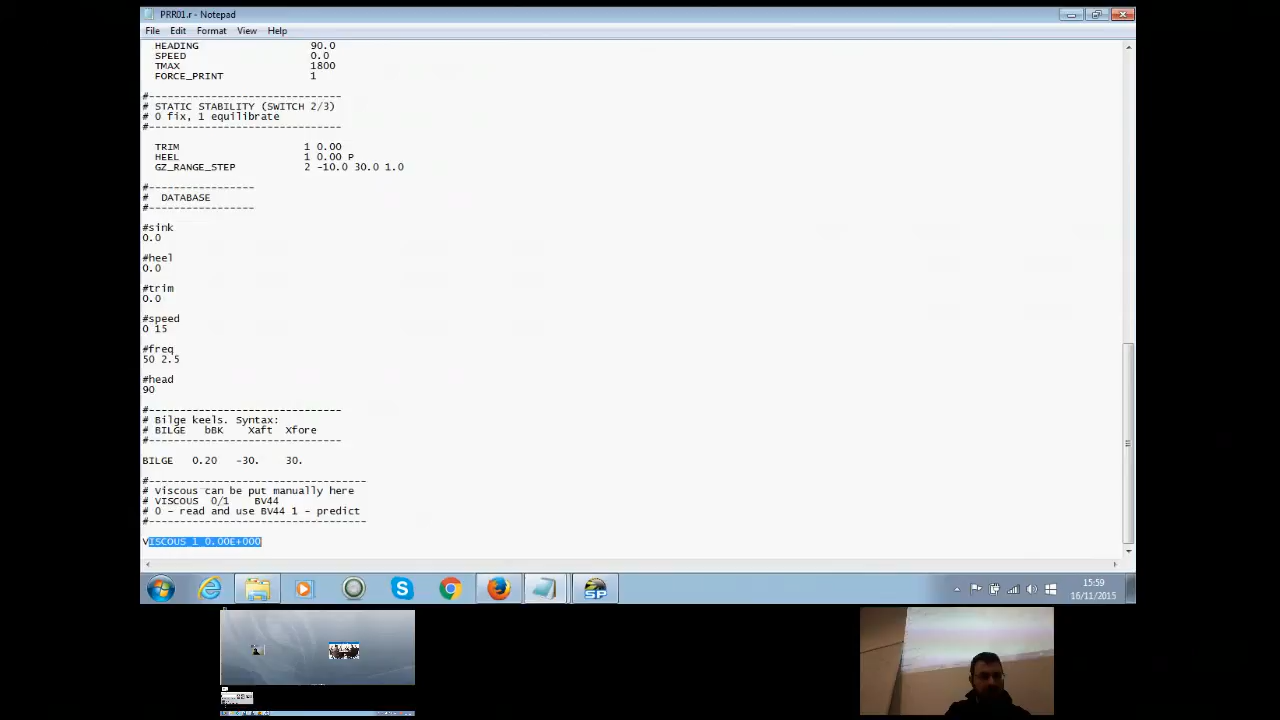 PRR01.r - Notepad
File Edit Format View Help
HEADING 90.0
SPEED 0.0
TMAX 1800
FORCE_PRINT 1
#-------------------------------
# STATIC STABILITY (SWITCH 2/3)
# 0 fix, 1 equilibrate
#-------------------------------
TRIM 1 0.00
HEEL 1 0.00 P
GZ_RANGE_STEP 2 -10.0 30.0 1.0
#-----------------
# DATABASE
#-----------------
#sink
0.0
#heel
0.0
#trim
0.0
#speed
0 15
#freq
50 2.5
#head
90
#-------------------------------
# Bilge keels. Syntax:
# BILGE bBK Xaft Xfore
#-------------------------------
BILGE 0.20 -30. 30.
#-----------------------------------
# Viscous can be put manually here
# VISCOUS 0/1 BV44
# 0 - read and use BV44 1 - predict
#-----------------------------------
VISCOUS 1 0.00E+000
SP
15:59
16/11/2015